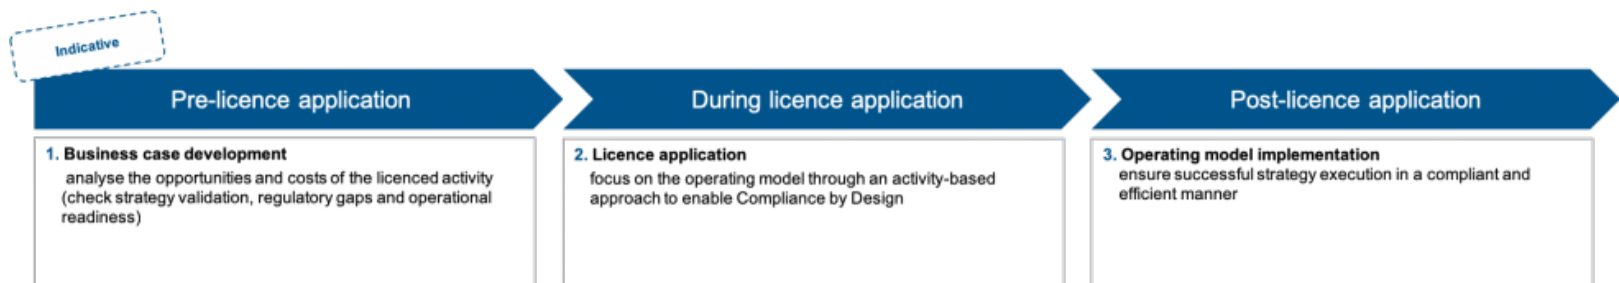 Indicative
Pre-licence application
During licence application
Post-licence application
1. Business case development
analyse the opportunities and costs of the licenced activity
(check strategy validation, regulatory gaps and operational
readiness)
2. Licence application
focus on the operating model through an activity-based
approach to enable Compliance by Design
3. Operating model implementation
ensure successful strategy execution in a compliant and
efficient manner